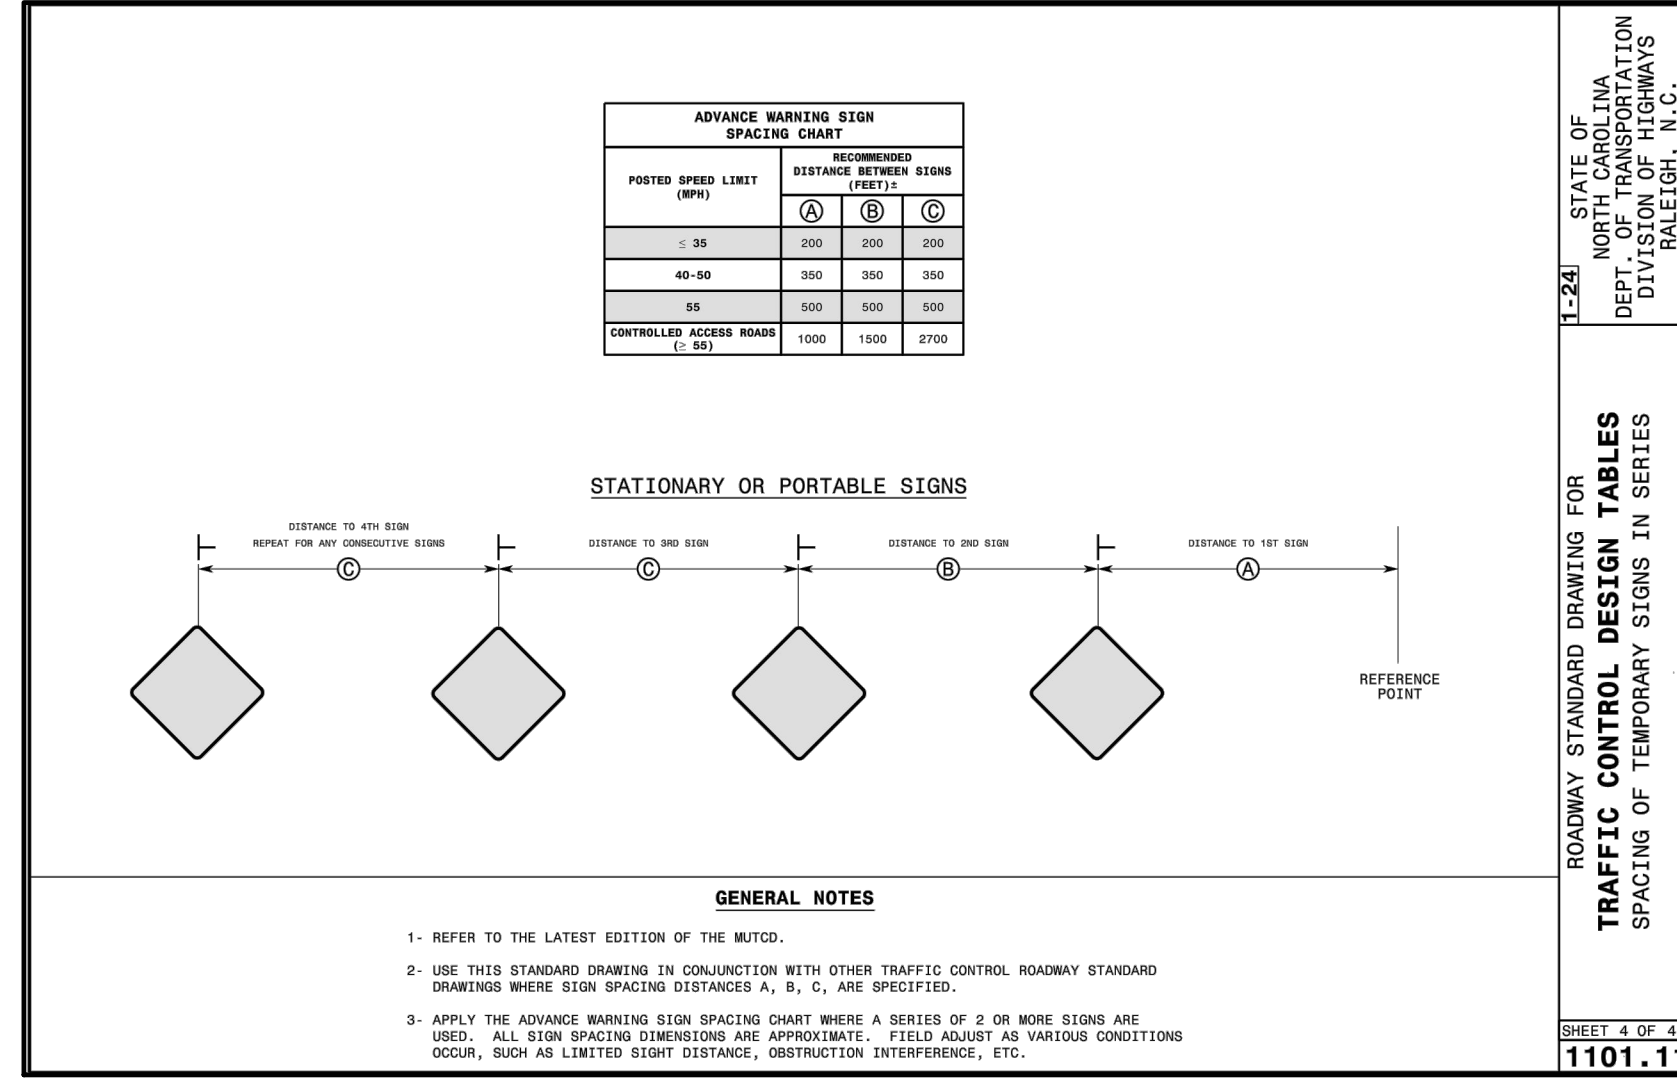 ADVANCE WARNING SIGN
SPACING CHART
POSTED SPEED LIMIT
(MPH)
RECOMMENDED
DISTANCE BETWEEN SIGNS
(FEET)±
A B C
≤ 35 200 200 200
40-50 350 350 350
55 500 500 500
CONTROLLED ACCESS ROADS
(≥ 55)
1000 1500 2700
STATIONARY OR PORTABLE SIGNS
DISTANCE TO 4TH SIGN
REPEAT FOR ANY CONSECUTIVE SIGNS
DISTANCE TO 3RD SIGN
DISTANCE TO 2ND SIGN
DISTANCE TO 1ST SIGN
C C B A
REFERENCE
POINT
GENERAL NOTES
1- REFER TO THE LATEST EDITION OF THE MUTCD.
2- USE THIS STANDARD DRAWING IN CONJUNCTION WITH OTHER TRAFFIC CONTROL ROADWAY STANDARD
DRAWINGS WHERE SIGN SPACING DISTANCES A, B, C, ARE SPECIFIED.
3- APPLY THE ADVANCE WARNING SIGN SPACING CHART WHERE A SERIES OF 2 OR MORE SIGNS ARE
USED. ALL SIGN SPACING DIMENSIONS ARE APPROXIMATE. FIELD ADJUST AS VARIOUS CONDITIONS
OCCUR, SUCH AS LIMITED SIGHT DISTANCE, OBSTRUCTION INTERFERENCE, ETC.
1-24
STATE OF
NORTH CAROLINA
DEPT. OF TRANSPORTATION
DIVISION OF HIGHWAYS
RALEIGH, N.C.
ROADWAY STANDARD DRAWING FOR
TRAFFIC CONTROL DESIGN TABLES
SPACING OF TEMPORARY SIGNS IN SERIES
SHEET 4 OF 4
1101.11